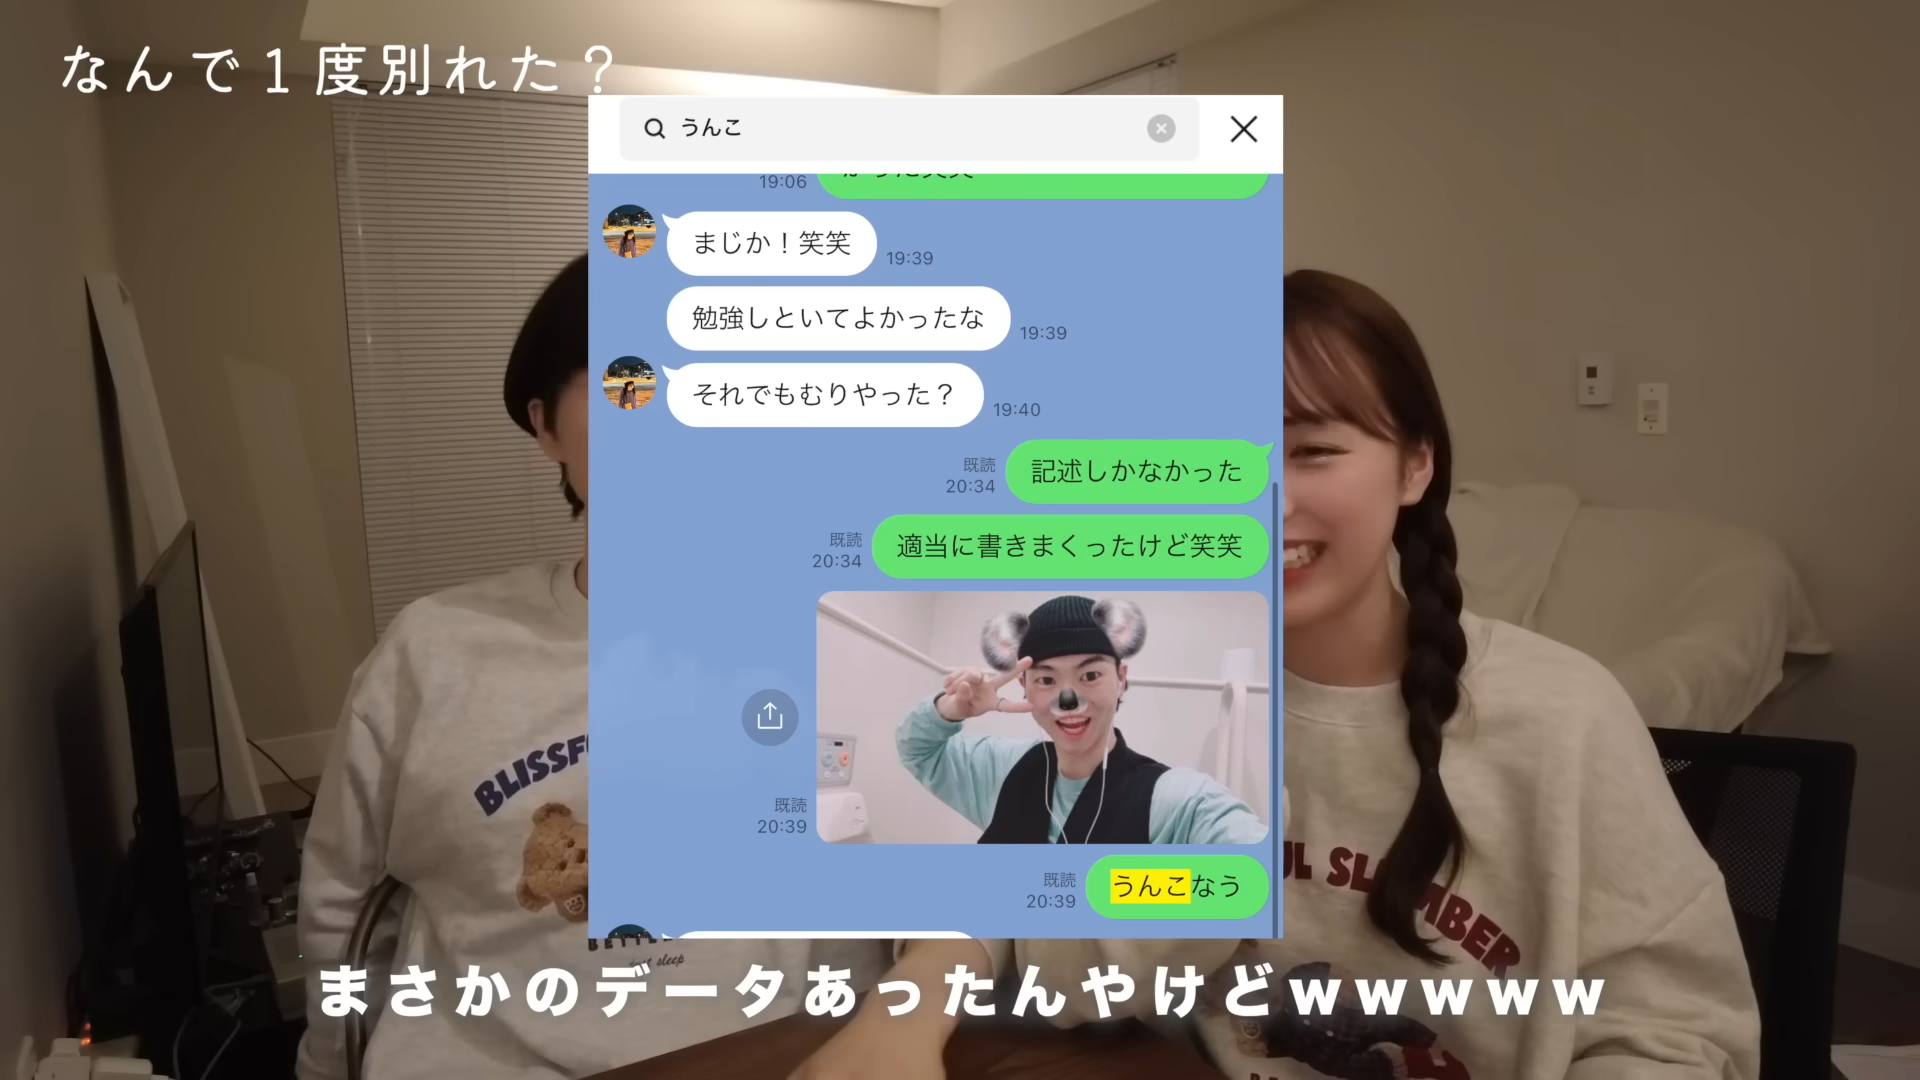 なんで1度別れた？
うんこ
19:06
まじか！笑笑
19:39
勉強しといてよかったな
19:39
それでもむりやった？
19:40
既読
20:34
記述しかなかった
既読
20:34
適当に書きまくったけど笑笑
既読
20:39
既読
20:39
うんこなう
BLISSF
UL SLUMBER
sleep
まさかのデータあったんやけどwwwww